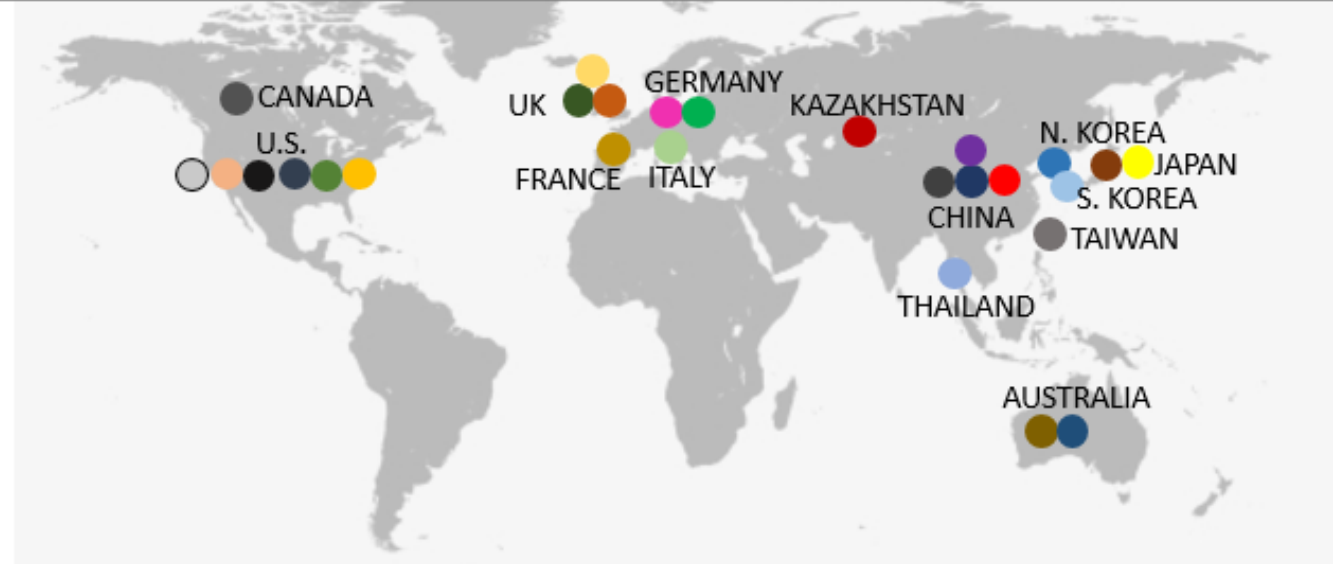 CANADA
U.S.
UK
GERMANY
FRANCE
ITALY
KAZAKHSTAN
N. KOREA
JAPAN
S. KOREA
CHINA
TAIWAN
THAILAND
AUSTRALIA